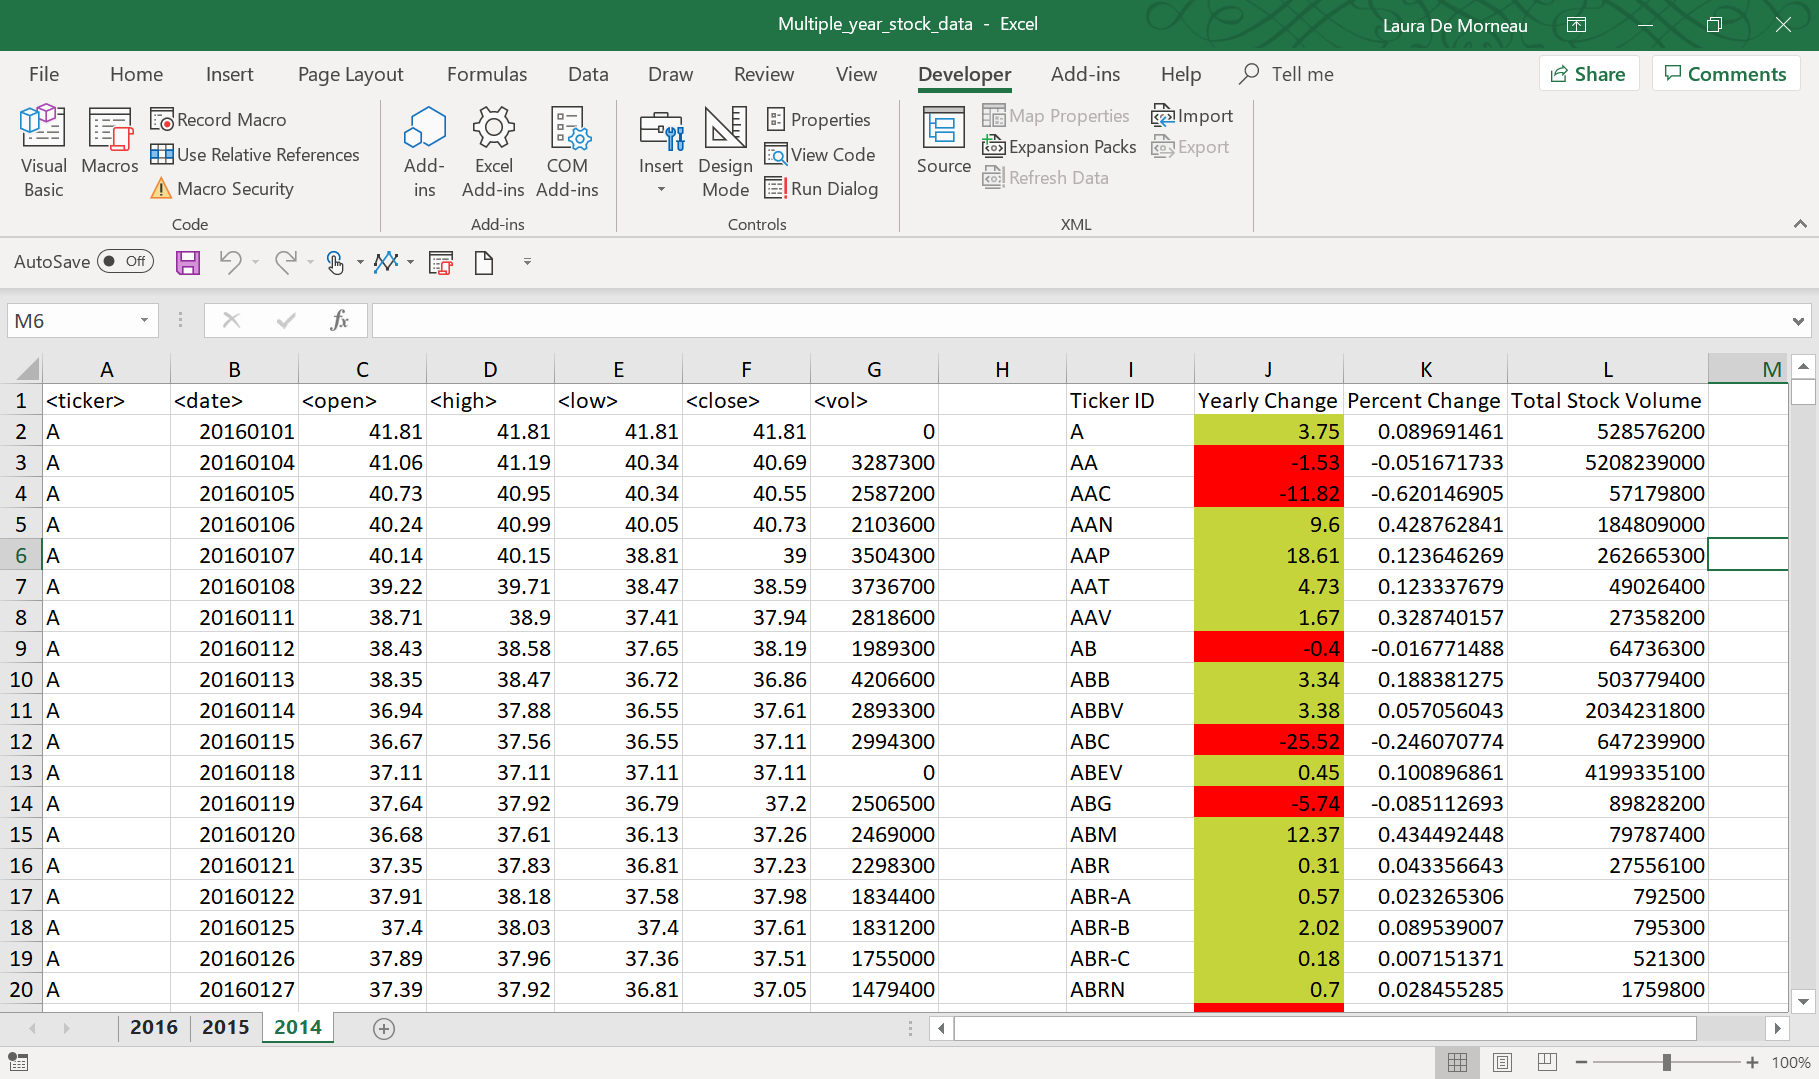 Multiple_year_stock_data - Excel
Laura De Morneau
File Home Insert Page Layout Formulas Data Draw Review View Developer Add-ins Help Tell me Share Comments
Visual Basic
Macros
Record Macro
Use Relative References
Macro Security
Code
Add-ins
Excel Add-ins
COM Add-ins
Add-ins
Insert
Design Mode
Properties
View Code
Run Dialog
Controls
Source
Map Properties
Expansion Packs
Refresh Data
Import
Export
XML
AutoSave Off
M6
fx
A B C D E F G H I J K L M
1 <ticker> <date> <open> <high> <low> <close> <vol> Ticker ID Yearly Change Percent Change Total Stock Volume
2 A 20160101 41.81 41.81 41.81 41.81 0 A 3.75 0.089691461 528576200
3 A 20160104 41.06 41.19 40.34 40.69 3287300 AA -1.53 -0.051671733 5208239000
4 A 20160105 40.73 40.95 40.34 40.55 2587200 AAC -11.82 -0.620146905 57179800
5 A 20160106 40.24 40.99 40.05 40.73 2103600 AAN 9.6 0.428762841 184809000
6 A 20160107 40.14 40.15 38.81 39 3504300 AAP 18.61 0.123646269 262665300
7 A 20160108 39.22 39.71 38.47 38.59 3736700 AAT 4.73 0.123337679 49026400
8 A 20160111 38.71 38.9 37.41 37.94 2818600 AAV 1.67 0.328740157 27358200
9 A 20160112 38.43 38.58 37.65 38.19 1989300 AB -0.4 -0.016771488 64736300
10 A 20160113 38.35 38.47 36.72 36.86 4206600 ABB 3.34 0.188381275 503779400
11 A 20160114 36.94 37.88 36.55 37.61 2893300 ABBV 3.38 0.057056043 2034231800
12 A 20160115 36.67 37.56 36.55 37.11 2994300 ABC -25.52 -0.246070774 647239900
13 A 20160118 37.11 37.11 37.11 37.11 0 ABEV 0.45 0.100896861 4199335100
14 A 20160119 37.64 37.92 36.79 37.2 2506500 ABG -5.74 -0.085112693 89828200
15 A 20160120 36.68 37.61 36.13 37.26 2469000 ABM 12.37 0.434492448 79787400
16 A 20160121 37.35 37.83 36.81 37.23 2298300 ABR 0.31 0.043356643 27556100
17 A 20160122 37.91 38.18 37.58 37.98 1834400 ABR-A 0.57 0.023265306 792500
18 A 20160125 37.4 38.03 37.4 37.61 1831200 ABR-B 2.02 0.089539007 795300
19 A 20160126 37.89 37.96 37.36 37.51 1755000 ABR-C 0.18 0.007151371 521300
20 A 20160127 37.39 37.92 36.81 37.05 1479400 ABRN 0.7 0.028455285 1759800
2016 2015 2014
100%